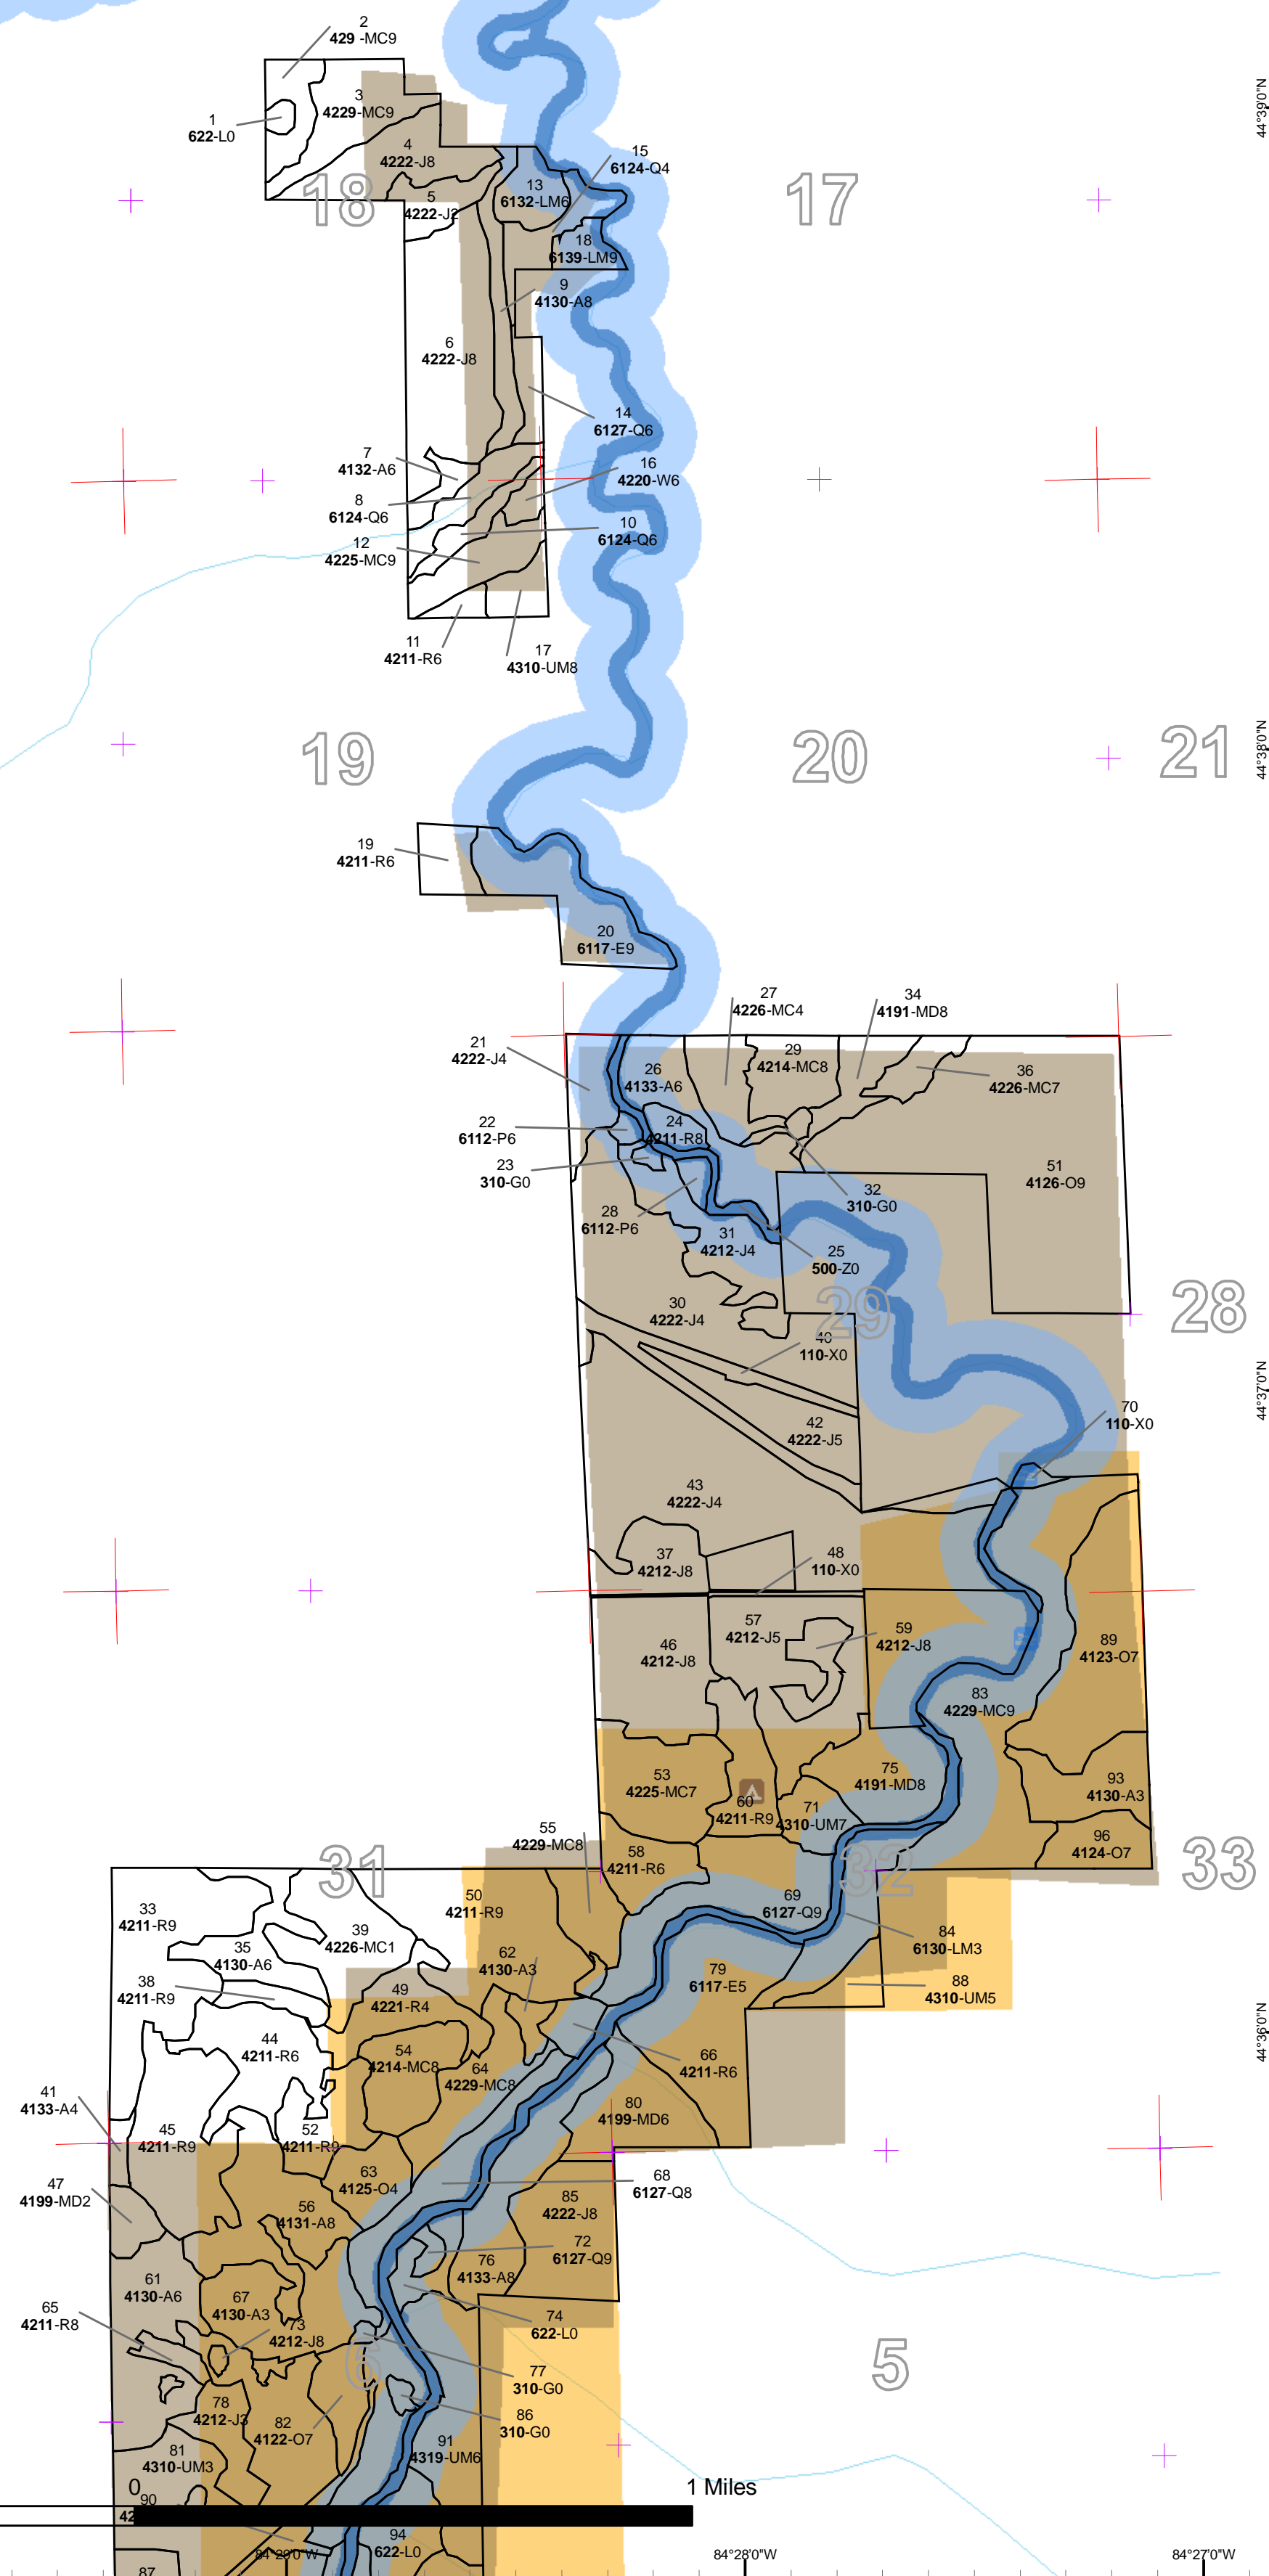 2
429 -MC9
3
4229-MC9
1
622-L0
4
4222-J8
15
6124-Q4
44°39'0"N
18
17
13
6132-LM6
5
4222-J2
18
6139-LM9
9
4130-A8
6
4222-J8
14
6127-Q6
7
4132-A6
16
4220-W6
8
6124-Q6
10
6124-Q6
12
4225-MC9
11
4211-R6
17
4310-UM8
19
20
21
44°38'0"N
19
4211-R6
20
6117-E9
27
4226-MC4
34
4191-MD8
21
4222-J4
26
4133-A6
29
4214-MC8
36
4226-MC7
22
6112-P6
24
4211-R8
23
310-G0
51
4126-O9
32
310-G0
28
6112-P6
31
4212-J4
25
500-Z0
30
4222-J4
29
28
40
110-X0
44°37'0"N
42
4222-J5
70
110-X0
43
4222-J4
37
4212-J8
48
110-X0
57
4212-J5
59
4212-J8
46
4212-J8
89
4123-O7
83
4229-MC9
53
4225-MC7
75
4191-MD8
93
4130-A3
60
4211-R9
71
4310-UM7
55
4229-MC8
58
4211-R6
96
4124-O7
31
32
33
33
4211-R9
50
4211-R9
69
6127-Q9
39
4226-MC1
35
4130-A6
62
4130-A3
84
6130-LM3
38
4211-R9
49
4221-R4
79
6117-E5
88
4310-UM5
44
4211-R6
54
4214-MC8
64
4229-MC8
66
4211-R6
44°36'0"N
41
4133-A4
45
4211-R9
52
4211-R9
80
4199-MD6
47
4199-MD2
63
4125-O4
68
6127-Q8
56
4131-A8
85
4222-J8
72
6127-Q9
61
4130-A6
67
4130-A3
76
4133-A8
65
4211-R8
73
4212-J8
74
622-L0
6
5
77
310-G0
78
4212-J3
82
4122-O7
86
310-G0
81
4310-UM3
91
4319-UM6
0
1 Miles
90
42
94
622-L0
84°29'0"W
84°28'0"W
84°27'0"W
87